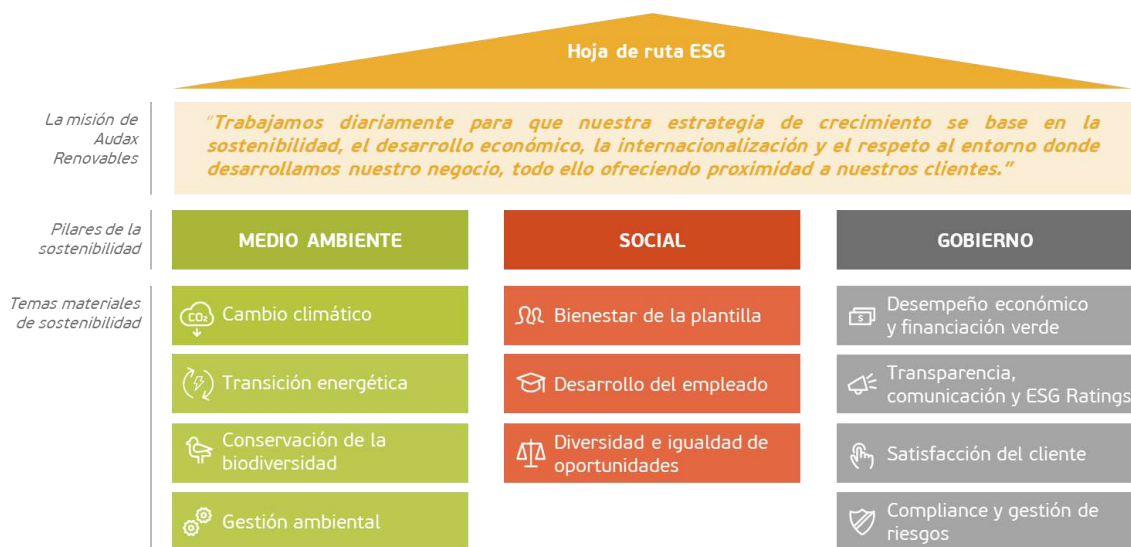 Hoja de ruta ESG
La misión de
Audax
Renovables
"Trabajamos diariamente para que nuestra estrategia de crecimiento se base en la
sostenibilidad, el desarrollo económico, la internacionalización y el respeto al entorno donde
desarrollamos nuestro negocio, todo ello ofreciendo proximidad a nuestros clientes."
Pilares de la
sostenibilidad
MEDIO AMBIENTE
SOCIAL
GOBIERNO
Temas materiales
de sostenibilidad
CO₂
Cambio climático
Transición energética
Conservación de la
biodiversidad
Gestión ambiental
Bienestar de la plantilla
Desarrollo del empleado
Diversidad e igualdad de
oportunidades
$
Desempeño económico
y financiación verde
Transparencia,
comunicación y ESG Ratings
Satisfacción del cliente
Compliance y gestión de
riesgos